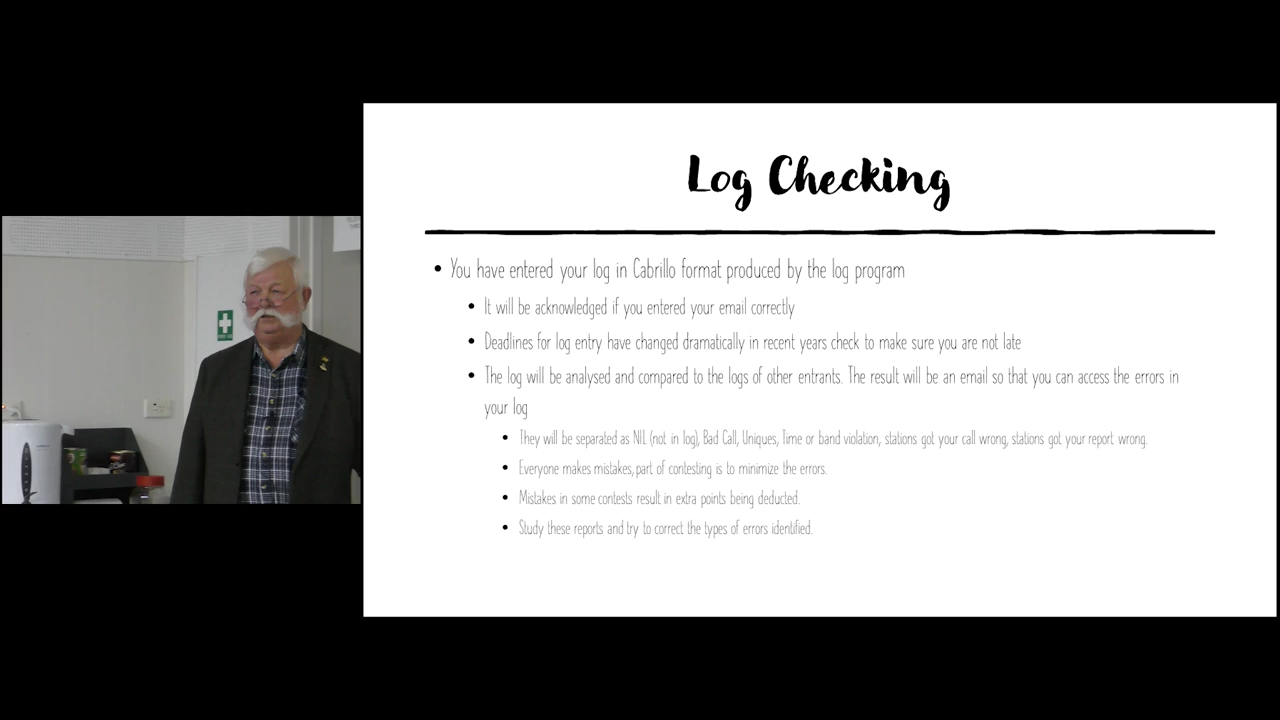 Log Checking
You have entered your log in Cabrillo format produced by the log program
It will be acknowledged if you entered your email correctly
Deadlines for log entry have changed dramatically in recent years check to make sure you are not late
The log will be analysed and compared to the logs of other entrants. The result will be an email so that you can access the errors in
your log
They will be separated as NIL (not in log), Bad Call, Uniques, Time or band violation, stations got your call wrong, stations got your report wrong.
Everyone makes mistakes, part of contesting is to minimize the errors.
Mistakes in some contests result in extra points being deducted.
Study these reports and try to correct the types of errors identified.